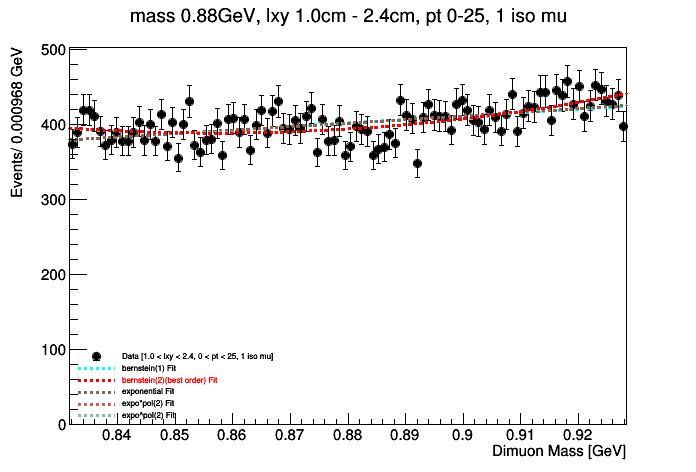 mass 0.88GeV, lxy 1.0cm - 2.4cm, pt 0-25, 1 iso mu
Events/ 0.000968 GeV
500
400
300
200
100
0
Data [1.0 < lxy < 2.4, 0 < pt < 25, 1 iso mu]
bernstein(1) Fit
bernstein(2)(best order) Fit
exponential Fit
expo*pol(2) Fit
expo^pol(2) Fit
0.84 0.85 0.86 0.87 0.88 0.89 0.9 0.91 0.92
Dimuon Mass [GeV]